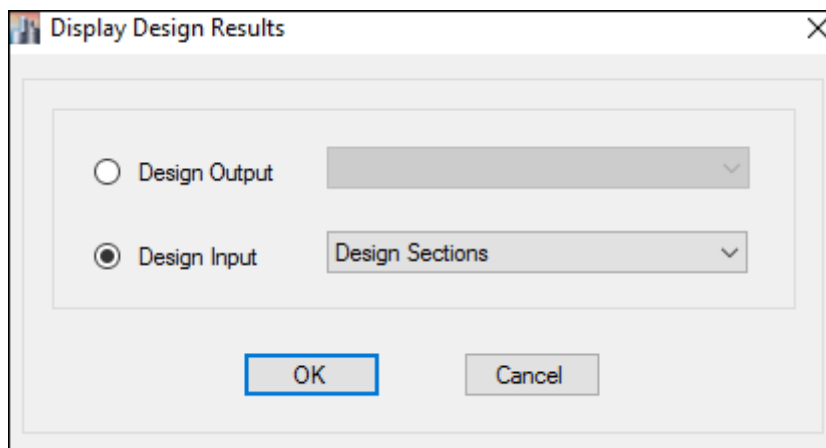 Display Design Results
Design Output
Design Input Design Sections
OK Cancel